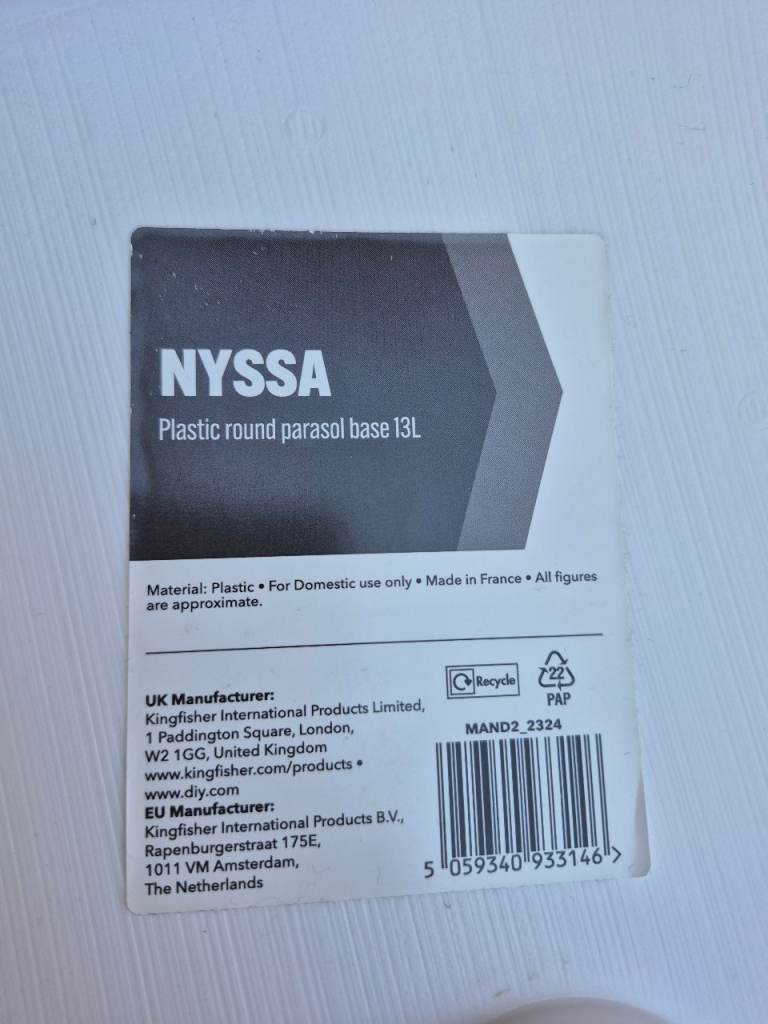 NYSSA
Plastic round parasol base 13L
Material: Plastic • For Domestic use only • Made in France • All figures
are approximate.
Recycle
22
PAP
UK Manufacturer:
Kingfisher International Products Limited,
1 Paddington Square, London,
W2 1GG, United Kingdom
www.kingfisher.com/products •
www.diy.com
EU Manufacturer:
Kingfisher International Products B.V.,
Rapenburgerstraat 175E,
1011 VM Amsterdam,
The Netherlands
MAND2_2324
5 059340 933146 >